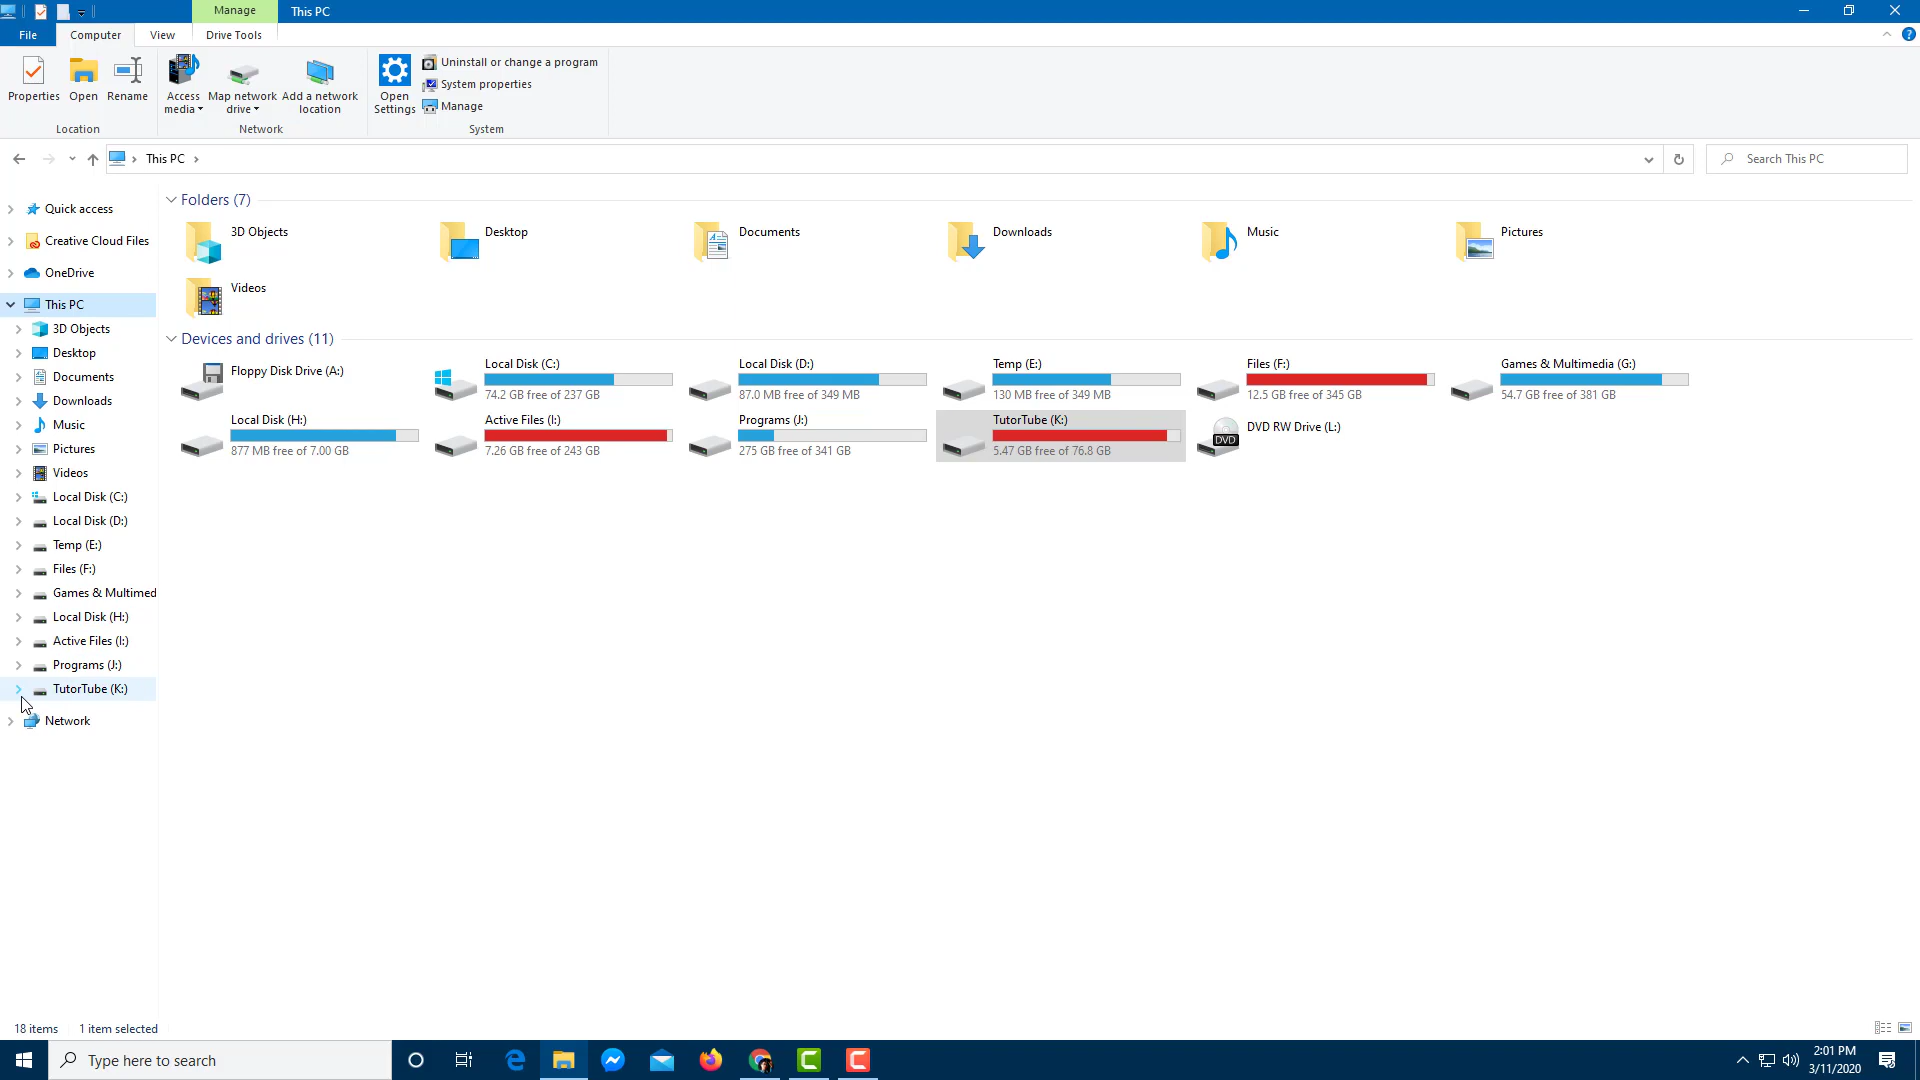 Manage
This PC
File
Computer
View
Drive Tools
Properties
Open
Rename
Access
media
Map network
drive
Add a network
location
Open
Settings
Uninstall or change a program
System properties
Manage
Location
Network
System
This PC
Search This PC
Quick access
Creative Cloud Files
OneDrive
This PC
3D Objects
Desktop
Documents
Downloads
Music
Pictures
Videos
Local Disk (C:)
Local Disk (D:)
Temp (E:)
Files (F:)
Games & Multimed
Local Disk (H:)
Active Files (I:)
Programs (J:)
TutorTube (K:)
Network
Folders (7)
3D Objects
Desktop
Documents
Downloads
Music
Pictures
Videos
Devices and drives (11)
Floppy Disk Drive (A:)
Local Disk (C:)
74.2 GB free of 237 GB
Local Disk (D:)
87.0 MB free of 349 MB
Temp (E:)
130 MB free of 349 MB
Files (F:)
12.5 GB free of 345 GB
Games & Multimedia (G:)
54.7 GB free of 381 GB
Local Disk (H:)
877 MB free of 7.00 GB
Active Files (I:)
7.26 GB free of 243 GB
Programs (J:)
275 GB free of 341 GB
TutorTube (K:)
5.47 GB free of 76.8 GB
DVD
DVD RW Drive (L:)
18 items
1 item selected
Type here to search
2:01 PM
3/11/2020